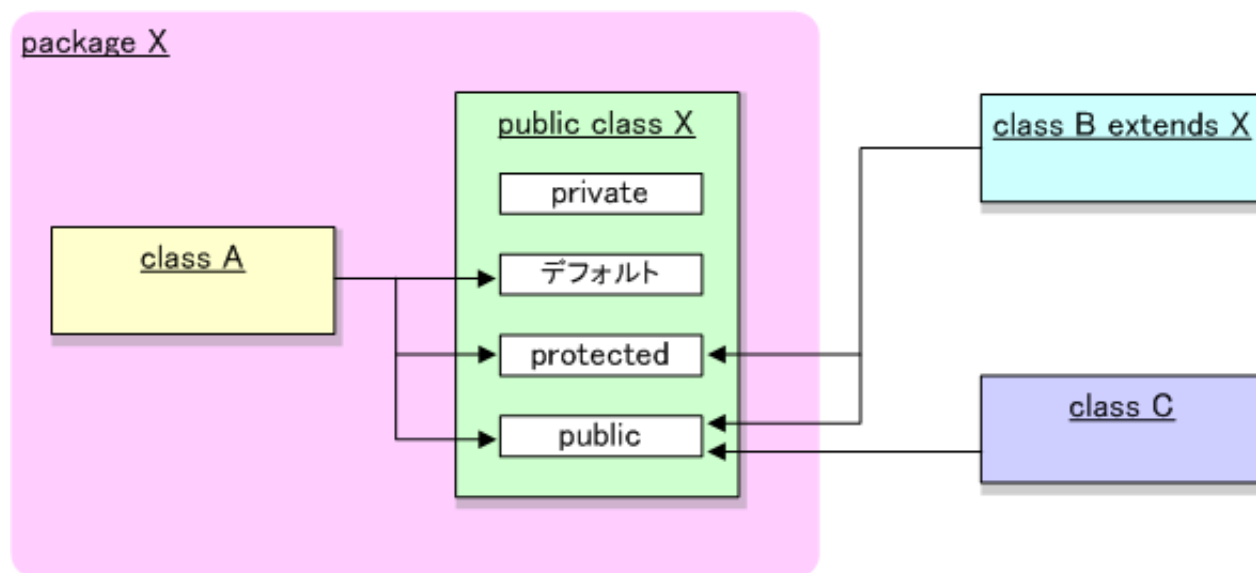 package X
public class X
private
デフォルト
protected
public
class A
class B extends X
class C